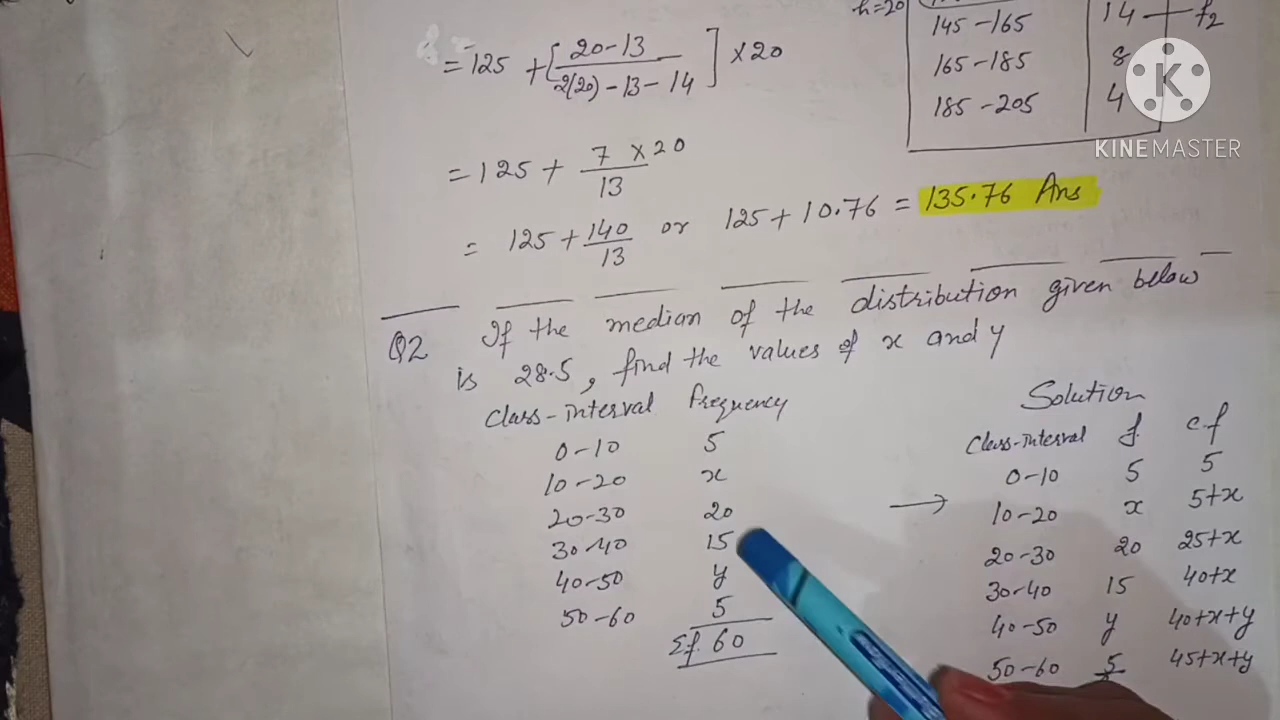 h=20
145-165 14 f2
165-185 8
185-205 4
KINEMASTER
= 125 + [20-13 / 2(20)-13-14] × 20
= 125 + 7 × 20 / 13
= 125 + 140/13 or 125 + 10.76 = 135.76 Ans
Q2 If the median of the distribution given below
is 28.5, find the values of x and y
Class-interval Frequency
0-10 5
10-20 x
20-30 20
30-40 15
40-50 y
50-60 5
Σf 60
Solution
Class-interval f c.f
0-10 5 5
10-20 x 5+x
20-30 20 25+x
30-40 15 40+x
40-50 y 40+x+y
50-60 5 45+x+y